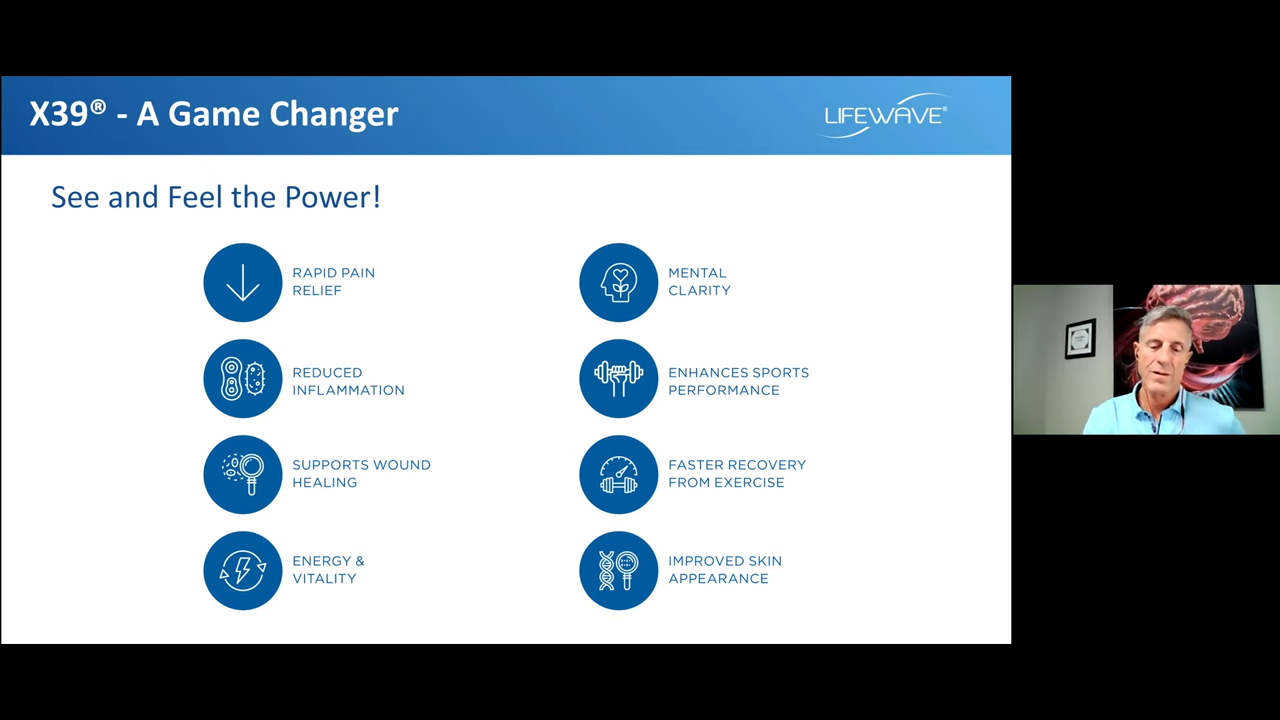 X39® - A Game Changer
LIFEWAVE®
See and Feel the Power!
RAPID PAIN
RELIEF
MENTAL
CLARITY
REDUCED
INFLAMMATION
ENHANCES SPORTS
PERFORMANCE
SUPPORTS WOUND
HEALING
FASTER RECOVERY
FROM EXERCISE
ENERGY &
VITALITY
IMPROVED SKIN
APPEARANCE